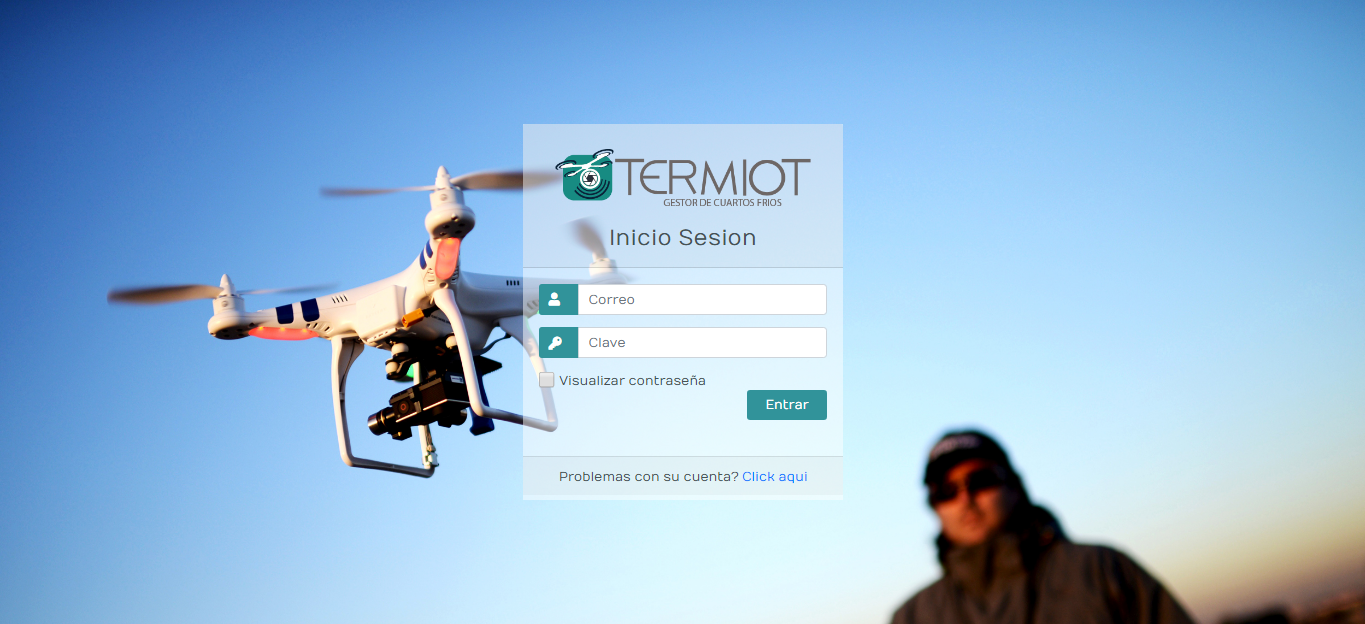 TERMIOT
GESTOR DE CUARTOS FRIOS
Inicio Sesion
Correo
Clave
Visualizar contraseña
Entrar
Problemas con su cuenta? Click aqui